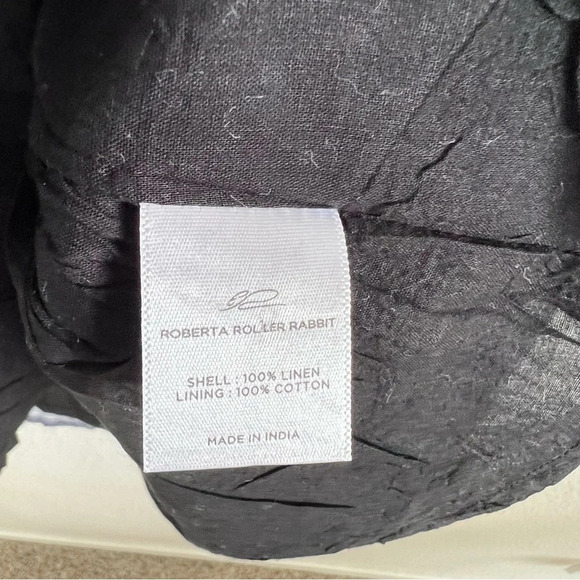 ROBERTA ROLLER RABBIT
SHELL : 100% LINEN
LINING : 100% COTTON
MADE IN INDIA